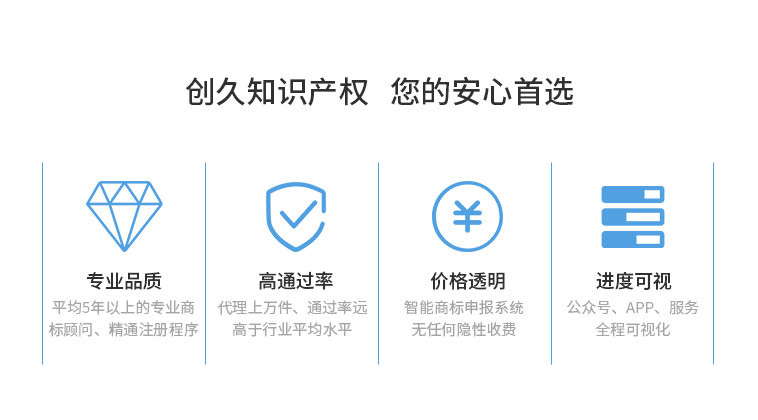 创久知识产权 您的安心首选
专业品质
平均5年以上的专业商
标顾问、精通注册程序
高通过率
代理上万件、通过率远
高于行业平均水平
价格透明
智能商标申报系统
无任何隐性收费
进度可视
公众号、APP、服务
全程可视化